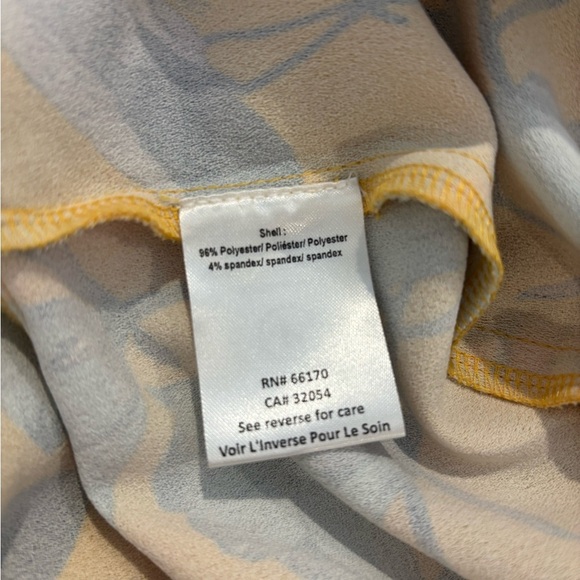 Shell :
96% Polyester/ Poliéster/ Polyester
4% spandex/ spandex/ spandex
RN# 66170
CA# 32054
See reverse for care
Voir L'Inverse Pour Le Soin